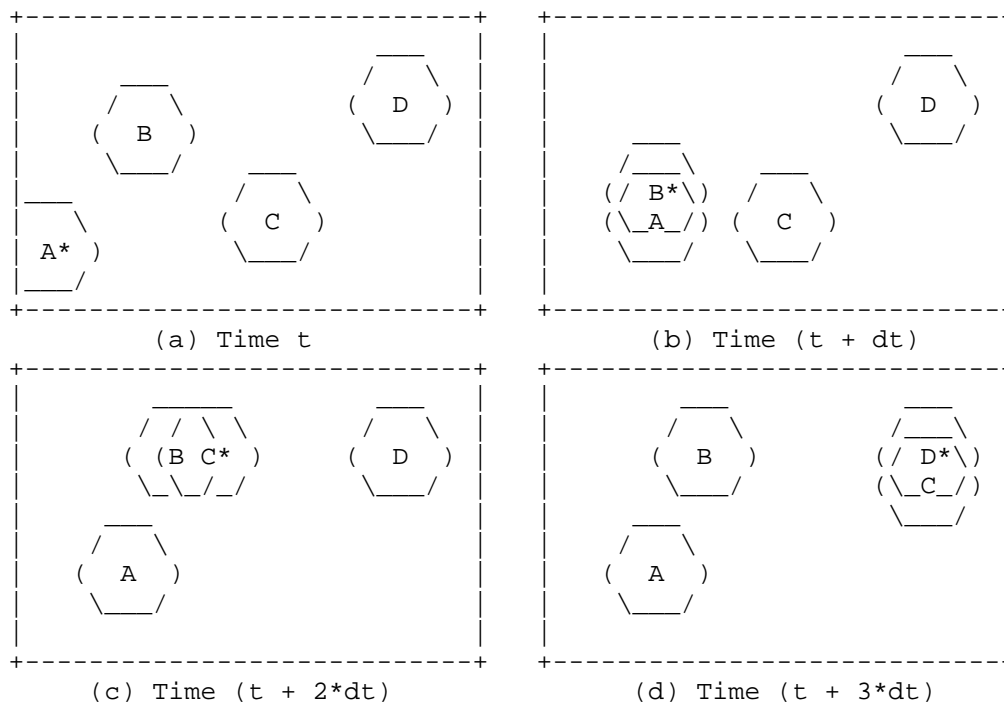 D D
B D
B*
C A C
A*
(a) Time t (b) Time (t + dt)
B C* D B D*
C
A A
(c) Time (t + 2*dt) (d) Time (t + 3*dt)